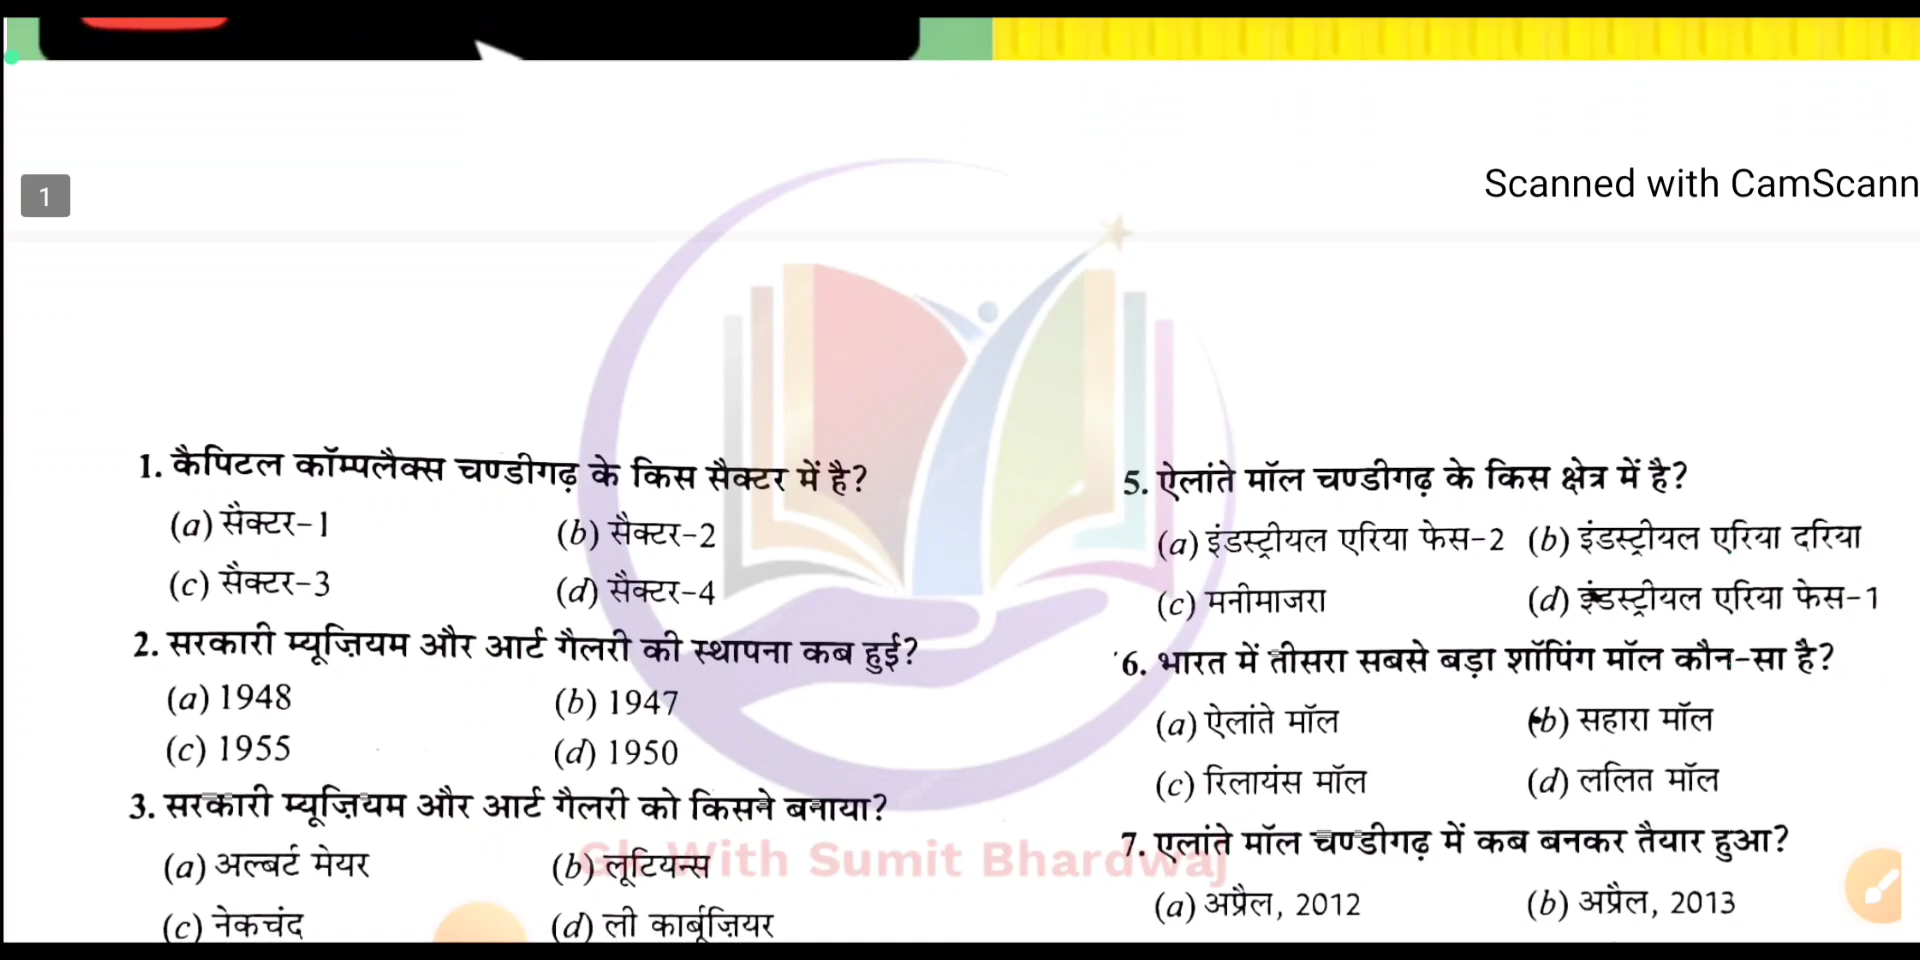 1
Scanned with CamScann
1. कैपिटल कॉम्पलैक्स चण्डीगढ़ के किस सैक्टर में है?
(a) सैक्टर-1 (b) सैक्टर-2
(c) सैक्टर-3 (d) सैक्टर-4
2. सरकारी म्यूज़ियम और आर्ट गैलरी की स्थापना कब हुई?
(a) 1948 (b) 1947
(c) 1955 (d) 1950
3. सरकारी म्यूज़ियम और आर्ट गैलरी को किसने बनाया?
(a) अल्बर्ट मेयर (b) लूटियन्स
(c) नेकचंद (d) ली कार्बूज़ियर
5. ऐलांते मॉल चण्डीगढ़ के किस क्षेत्र में है?
(a) इंडस्ट्रीयल एरिया फेस-2 (b) इंडस्ट्रीयल एरिया दरिया
(c) मनीमाजरा (d) इंडस्ट्रीयल एरिया फेस-1
6. भारत में तीसरा सबसे बड़ा शॉपिंग मॉल कौन-सा है?
(a) ऐलांते मॉल (b) सहारा मॉल
(c) रिलायंस मॉल (d) ललित मॉल
7. एलांते मॉल चण्डीगढ़ में कब बनकर तैयार हुआ?
(a) अप्रैल, 2012 (b) अप्रैल, 2013
With Sumit Bhardwaj